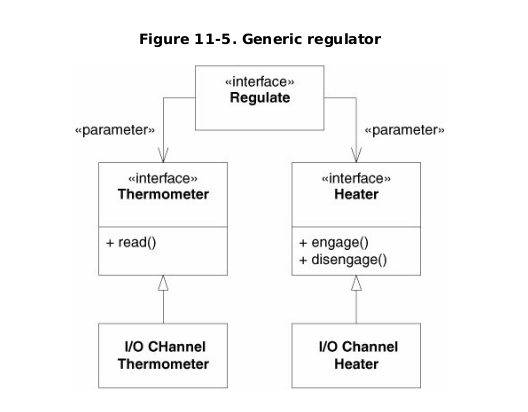 Figure 11-5. Generic regulator
«interface»
Regulate
«parameter»
«parameter»
«interface»
Thermometer
+ read()
«interface»
Heater
+ engage()
+ disengage()
I/O CHannel
Thermometer
I/O Channel
Heater